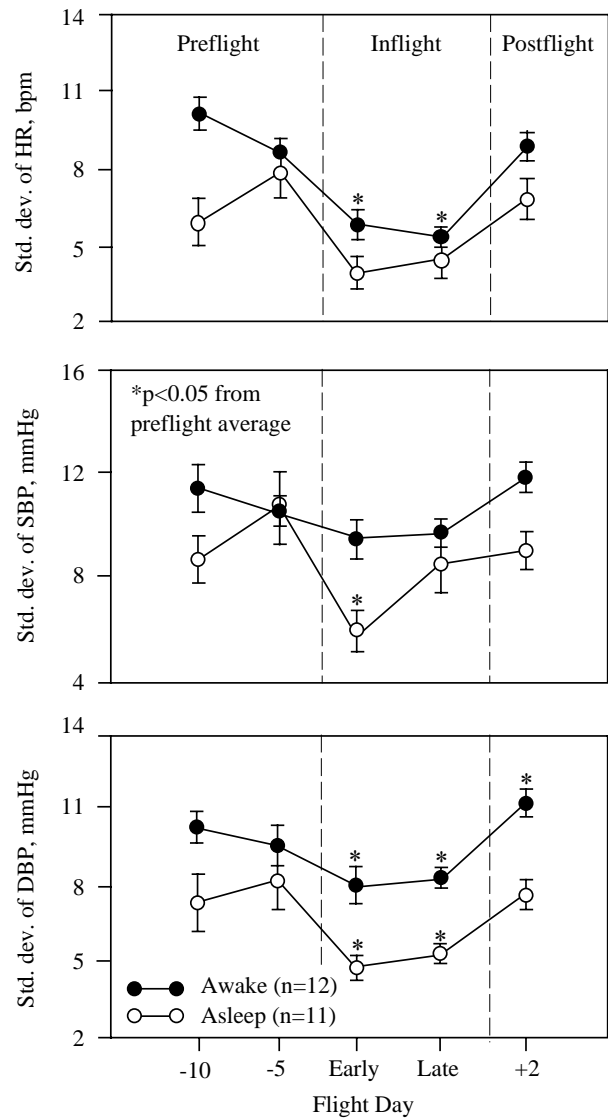 14
Preflight
Inflight
Postflight
11
8
5
2
Std. dev. of HR, bpm
*
*
16
*p<0.05 from
preflight average
12
8
4
Std. dev. of SBP, mmHg
*
14
11
8
5
2
Std. dev. of DBP, mmHg
*
*
*
*
*
Awake (n=12)
Asleep (n=11)
-10
-5
Early
Late
+2
Flight Day